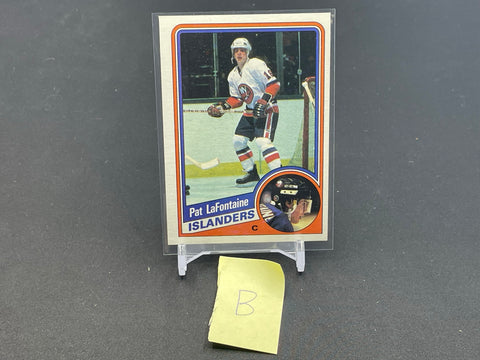 Pat LaFontaine
ISLANDERS
C
B